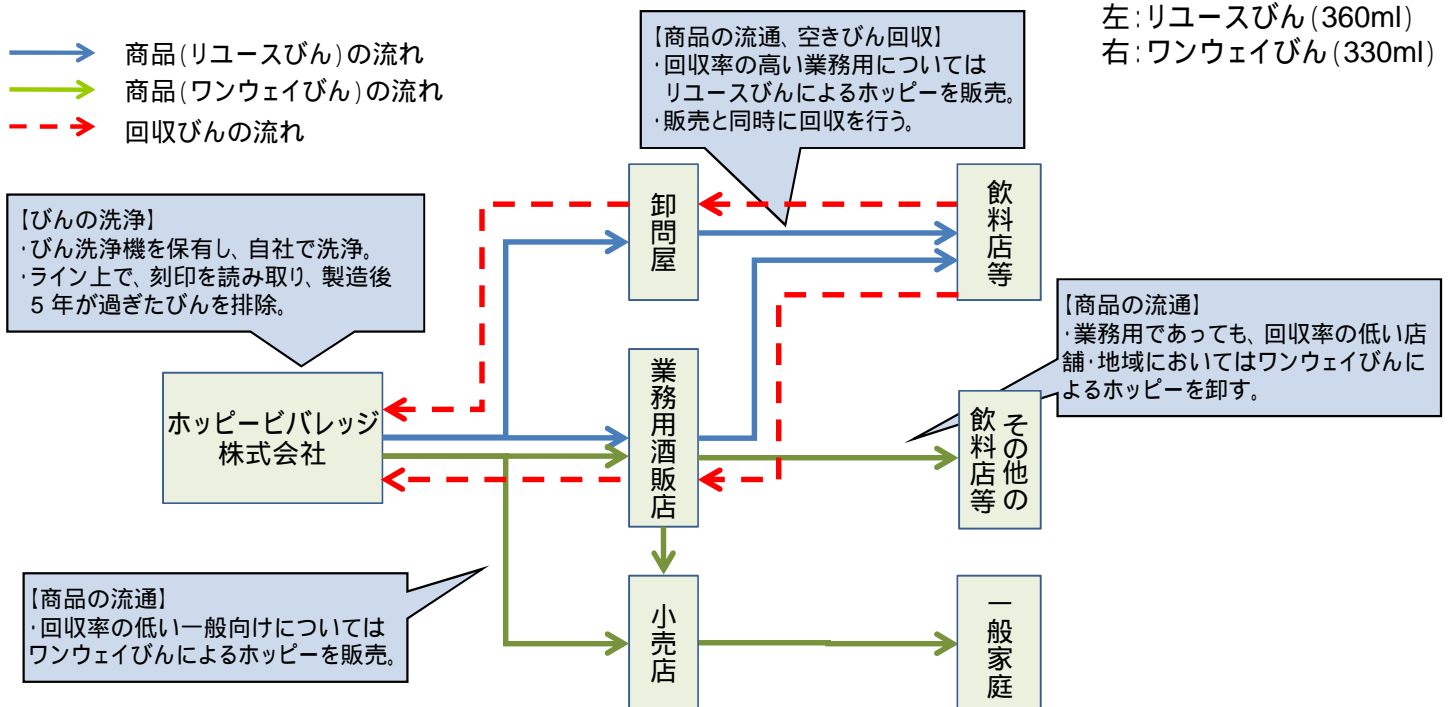 商品(リユースびん)の流れ
商品(ワンウェイびん)の流れ
回収びんの流れ
左:リユースびん(360ml)
右:ワンウェイびん(330ml)
【商品の流通、空きびん回収】
・回収率の高い業務用については
リユースびんによるホッピーを販売。
・販売と同時に回収を行う。
【びんの洗浄】
・びん洗浄機を保有し、自社で洗浄。
・ライン上で、刻印を読み取り、製造後
5年が過ぎたびんを排除。
卸問屋
飲料店等
【商品の流通】
・業務用であっても、回収率の低い店
舗・地域においてはワンウェイびんに
よるホッピーを卸す。
ホッピービバレッジ
株式会社
業務用酒販店
その他の
飲料店等
【商品の流通】
・回収率の低い一般向けについては
ワンウェイびんによるホッピーを販売。
小売店
一般家庭